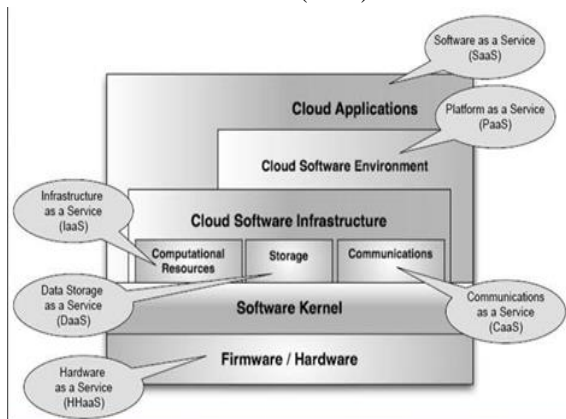 Software as a Service
(SaaS)
Cloud Applications
Platform as a Service
(PaaS)
Cloud Software Environment
Infrastructure
as a Service
(IaaS)
Cloud Software Infrastructure
Computational
Resources
Storage
Communications
Data Storage
as a Service
(DaaS)
Software Kernel
Communications
as a Service
(CaaS)
Firmware / Hardware
Hardware
as a Service
(HHaaS)